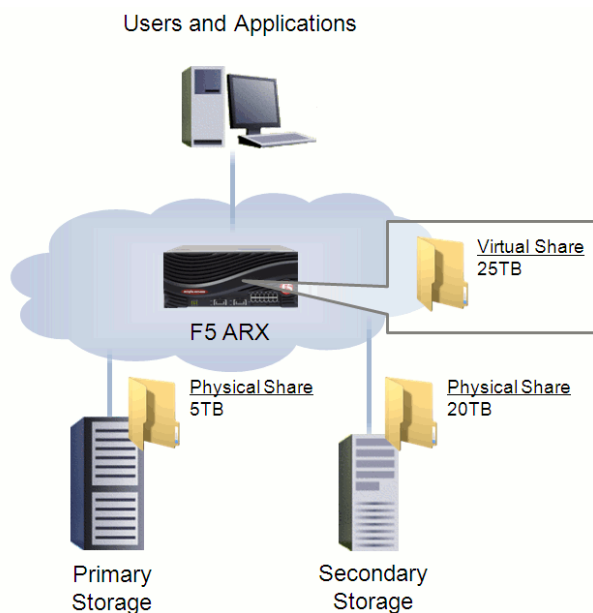 Users and Applications
Virtual Share
25TB
F5 ARX
Physical Share
5TB
Physical Share
20TB
Primary
Storage
Secondary
Storage